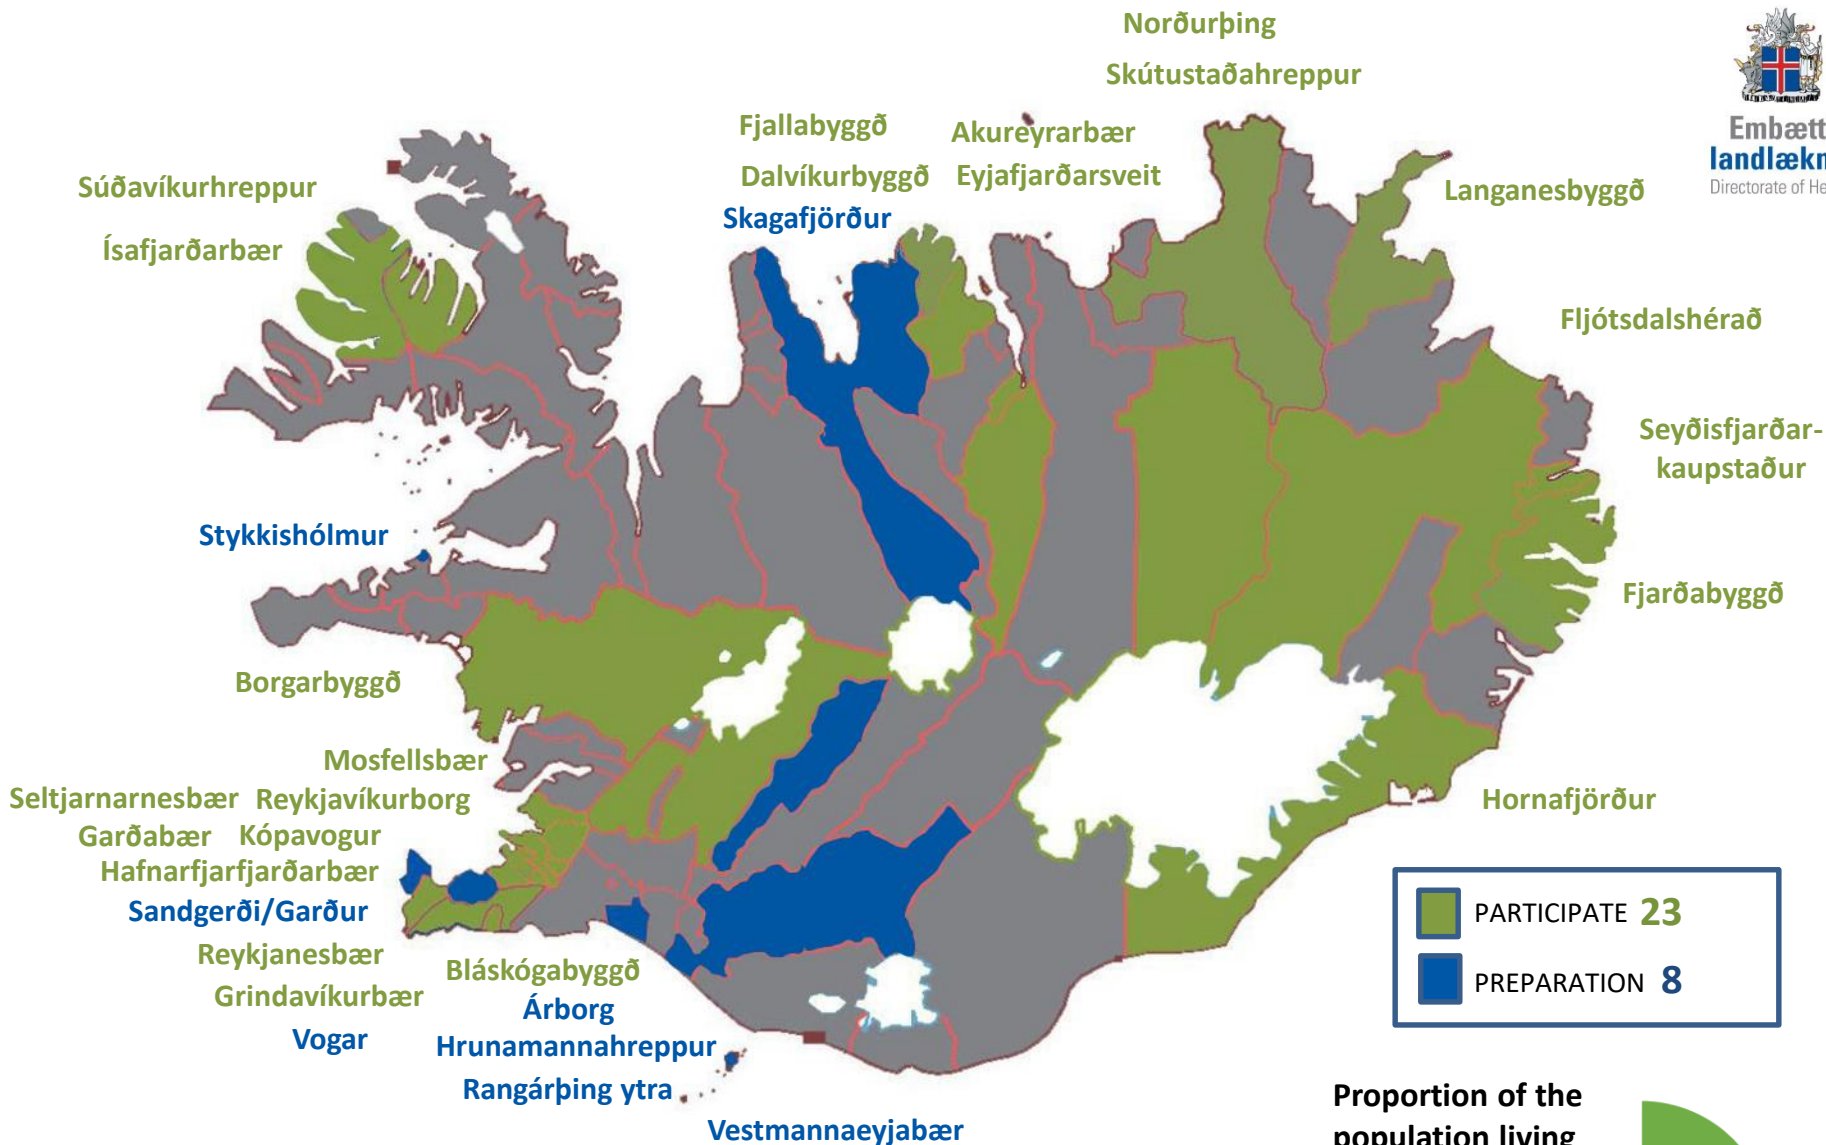 Norðurþing
Skútustaðahreppur
Fjallabyggð
Akureyrarbær
Dalvíkurbyggð
Eyjafjarðarsveit
Skagafjörður
Súðavíkurhreppur
Ísafjarðarbær
Embætt
landlækn
Directorate of He
Langanesbyggð
Fljótsdalshérað
Seyðisfjarðar-
kaupstaður
Stykkishólmur
Fjarðabyggð
Borgarbyggð
Mosfellsbær
Seltjarnarnesbær Reykjavíkurborg
Garðabær Kópavogur
Hafnarfjarfjarðarbær
Sandgerði/Garður
Reykjanesbær
Grindavíkurbær
Vogar
Bláskógabyggð
Árborg
Hrunamannahreppur
Rangárþing ytra
Vestmannaeyjabær
Hornafjörður
PARTICIPATE 23
PREPARATION 8
Proportion of the
population living